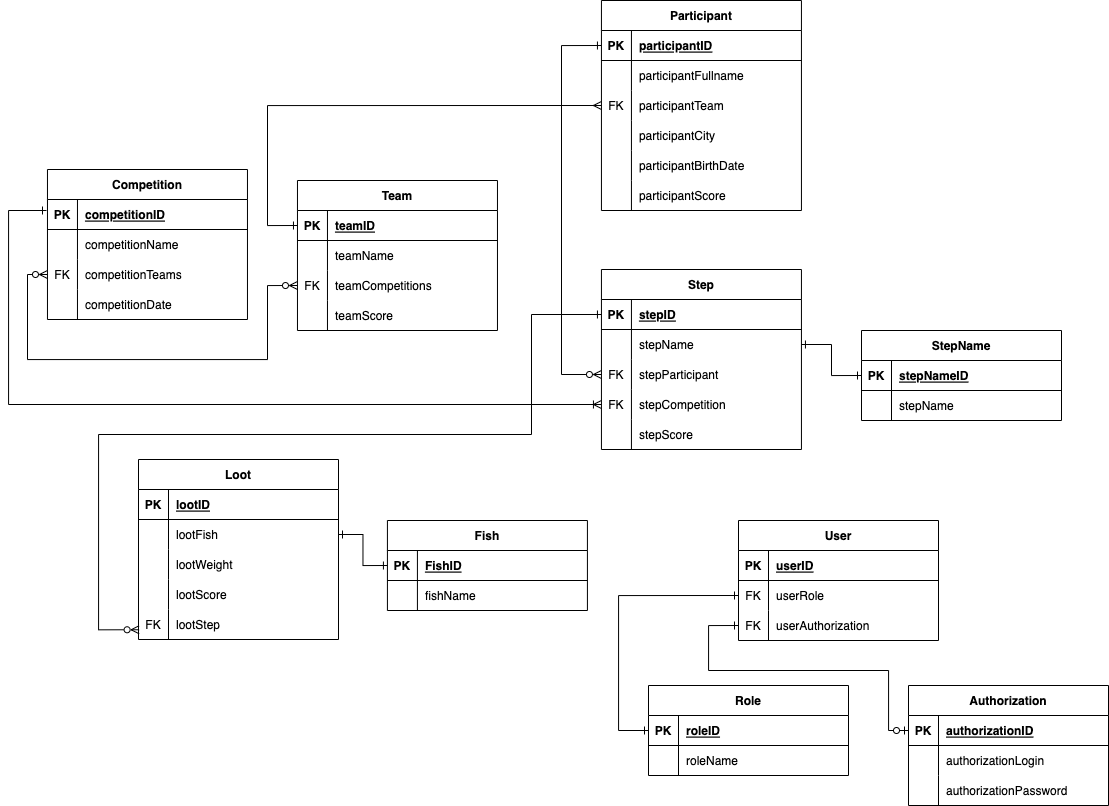 Participant
PK participantID
participantFullname
FK participantTeam
participantCity
participantBirthDate
participantScore
Competition
PK competitionID
competitionName
FK competitionTeams
competitionDate
Team
PK teamID
teamName
FK teamCompetitions
teamScore
Step
PK stepID
stepName
FK stepParticipant
FK stepCompetition
stepScore
StepName
PK stepNameID
stepName
Loot
PK lootID
lootFish
lootWeight
lootScore
FK lootStep
Fish
PK FishID
fishName
User
PK userID
FK userRole
FK userAuthorization
Role
PK roleID
roleName
Authorization
PK authorizationID
authorizationLogin
authorizationPassword